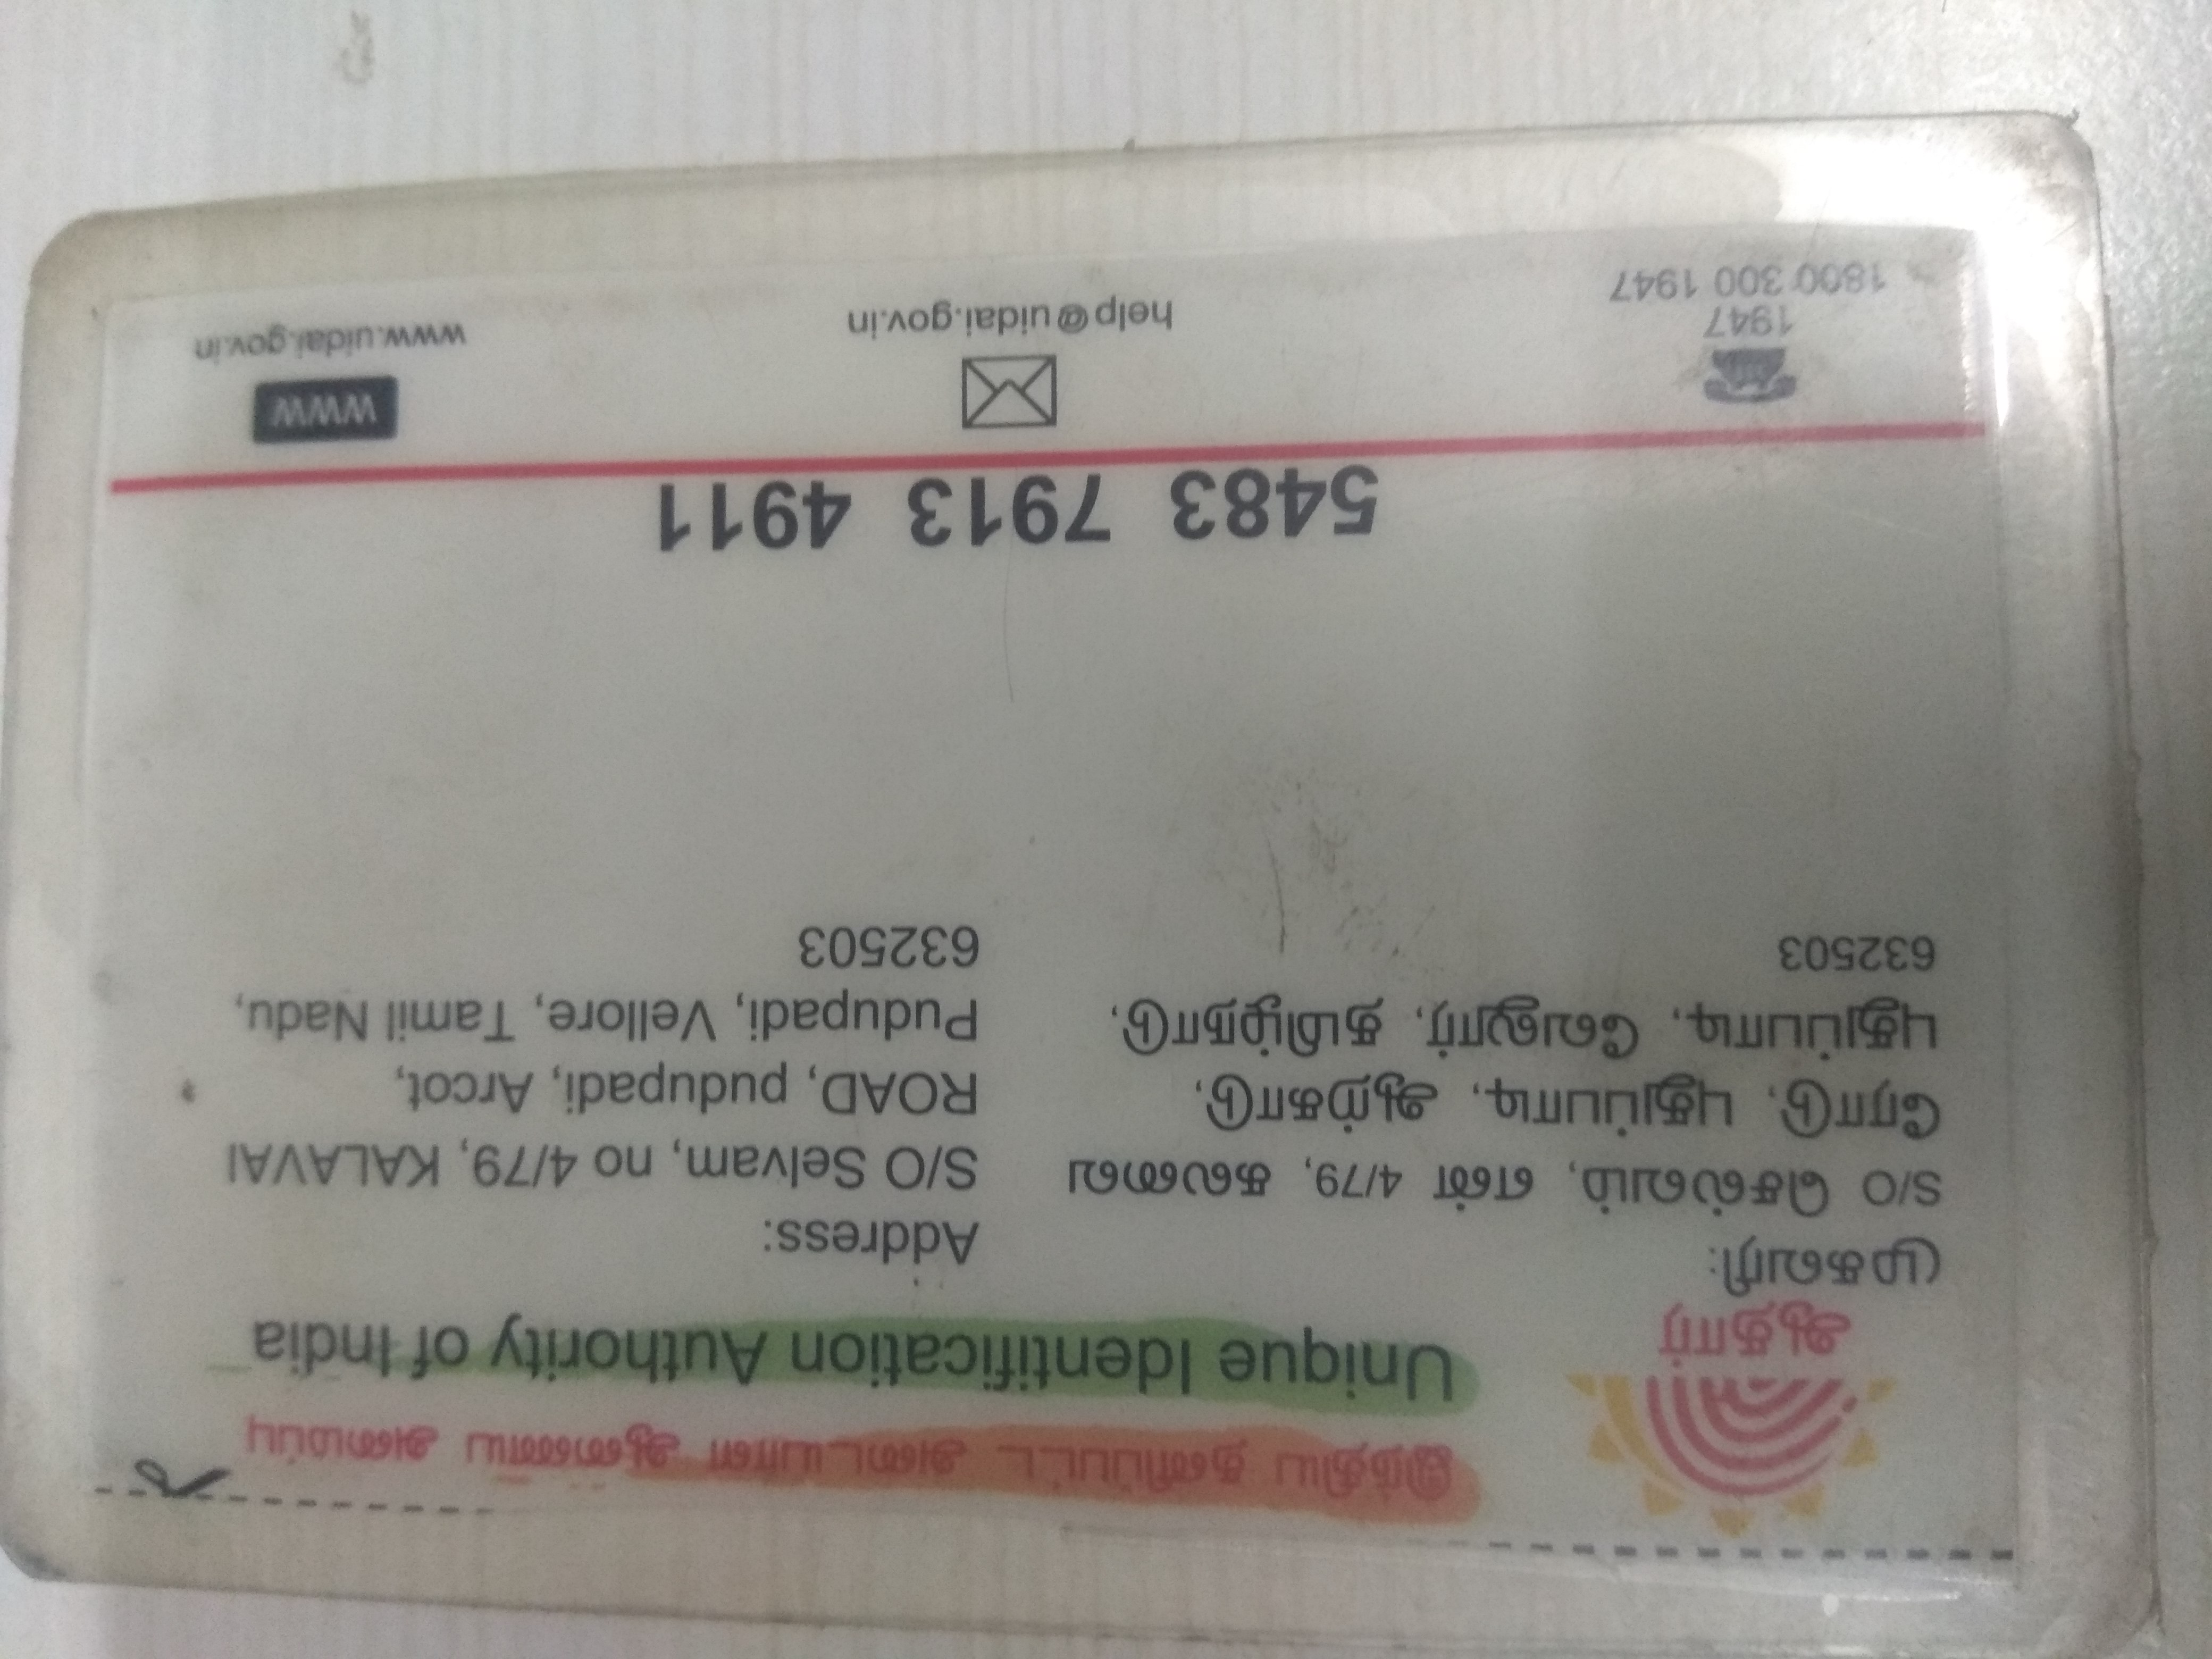 இந்திய தனிப்பட்ட அடையாள ஆணைய அமைப்பு
Unique Identification Authority of India
ஆதார்
முகவரி:
S/O செல்வம், எண் 4/79, கலவை
ரோடு, புதுப்பாடி, ஆற்காடு,
புதுப்பாடி, வேலூர், தமிழ்நாடு,
632503
Address:
S/O Selvam, no 4/79, KALAVAI
ROAD, pudupadi, Arcot,
Pudupadi, Vellore, Tamil Nadu,
632503
5483 7913 4911
1947
1800 300 1947
help@uidai.gov.in
WWW
www.uidai.gov.in